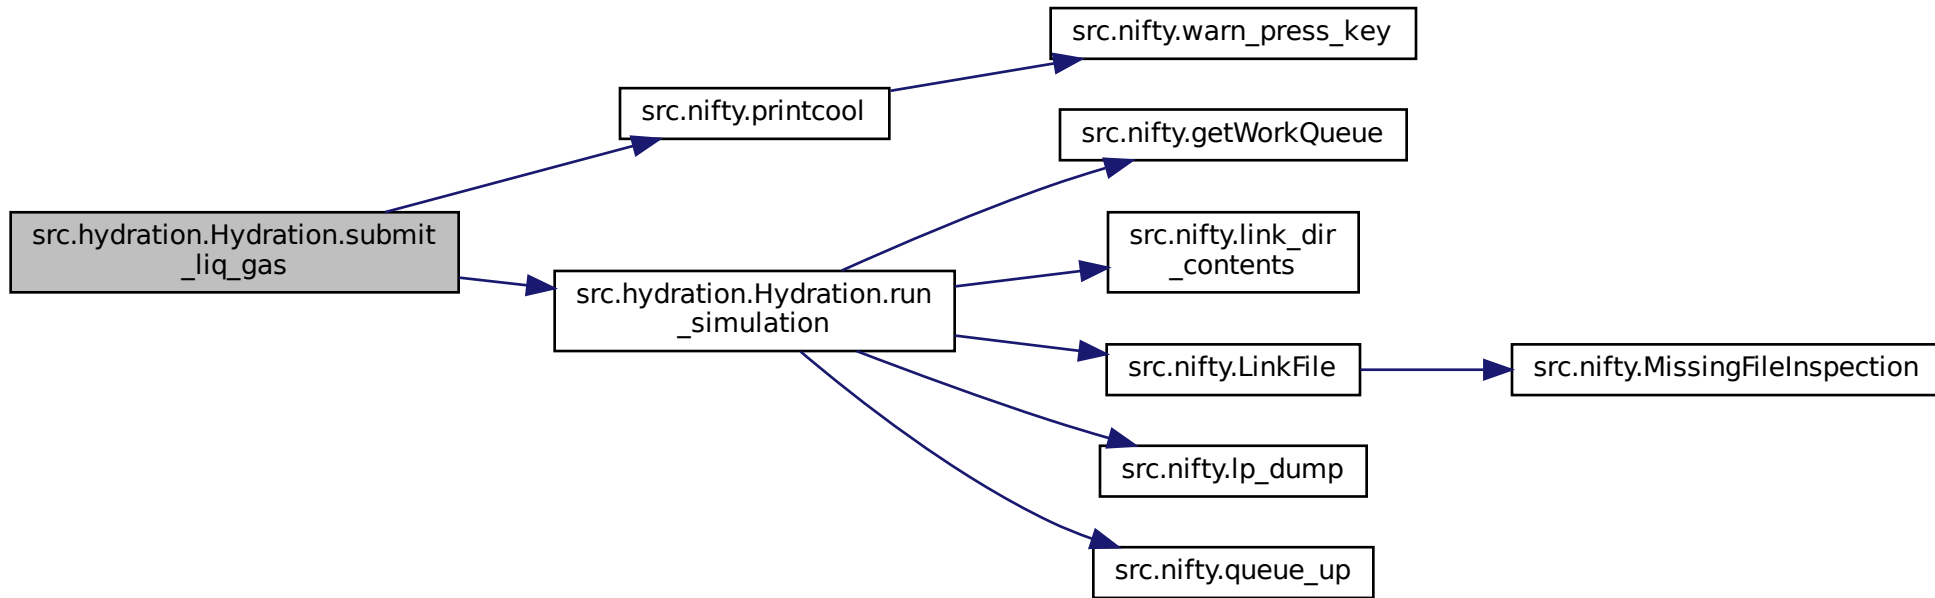 src.nifty.warn_press_key
src.nifty.printcool
src.nifty.getWorkQueue
src.hydration.Hydration.submit
_liq_gas
src.nifty.link_dir
_contents
src.hydration.Hydration.run
_simulation
src.nifty.LinkFile
src.nifty.MissingFileInspection
src.nifty.lp_dump
src.nifty.queue_up